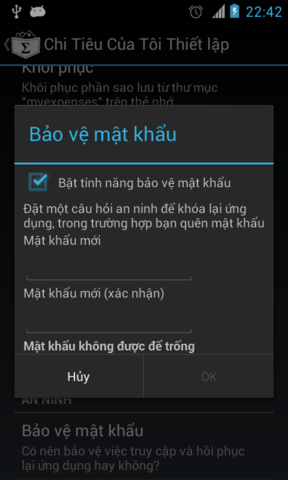 22:42
Chi Tiêu Của Tôi Thiết lập
Khôi phục
Khôi phục phần sao lưu từ thư mục
"myexpenses" trên thẻ nhớ
Bảo vệ mật khẩu
Bật tính năng bảo vệ mật khẩu
Đặt một câu hỏi an ninh để khóa lại ứng
dụng, trong trường hợp bạn quên mật khẩu
Mật khẩu mới
Mật khẩu mới (xác nhận)
Mật khẩu không được để trống
Hủy
OK
AN NINH
Bảo vệ mật khẩu
Có nên bảo vệ việc truy cập và hồi phục
lại ứng dụng hay không?